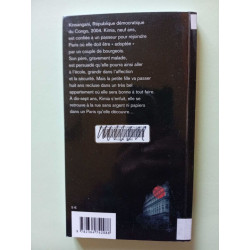 Kinsangani, République démocratique
du Congo, 2004. Kinia, neuf ans,
est confiée à un passeur pour rejoindre
Paris où elle doit être « adoptée »
par un couple de bourgeois.
Son père, gravement malade,
est persuadé qu'elle pourra ainsi aller
à l'école, grandir dans l'affection
et la sécurité. Mais la petite fille va passer
huit ans recluse dans un très bel
appartement où elle sera bonne à tout faire.
À dix-sept ans, Kinia s'enfuit, elle se
retrouve à la rue sans argent ni papiers
dans un Paris qu'elle découvre...